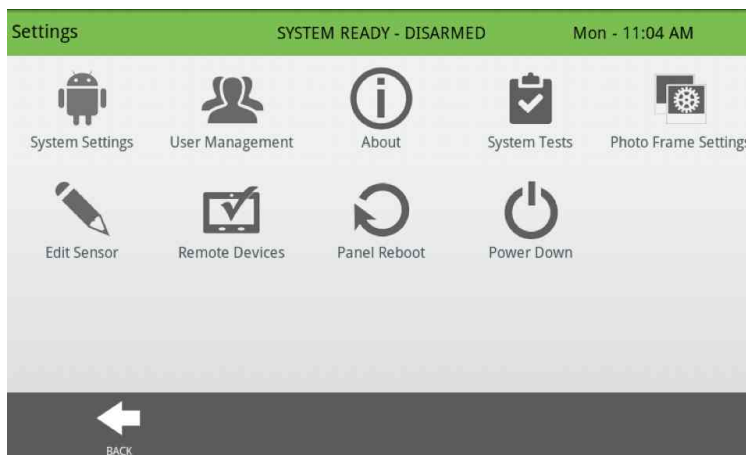 Settings SYSTEM READY - DISARMED Mon - 11:04 AM
System Settings User Management About System Tests Photo Frame Settings
Edit Sensor Remote Devices Panel Reboot Power Down
BACK